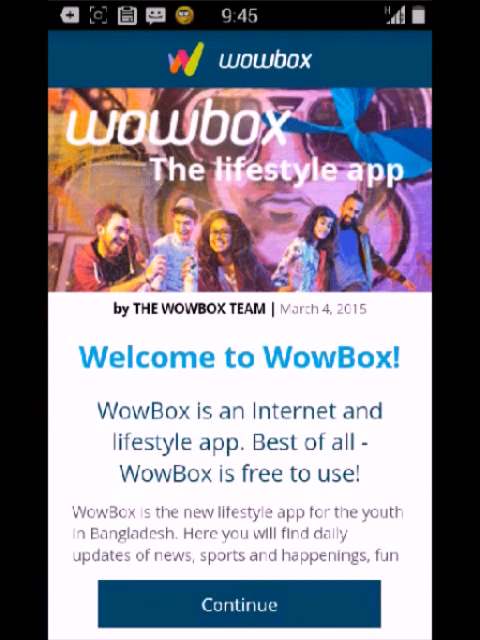 9:45
H
wowbox
wowbox
The lifestyle app
by THE WOWBOX TEAM | March 4, 2015
Welcome to WowBox!
WowBox is an Internet and
lifestyle app. Best of all -
WowBox is free to use!
WowBox is the new lifestyle app for the youth
in Bangladesh. Here you will find daily
updates of news, sports and happenings, fun
Continue